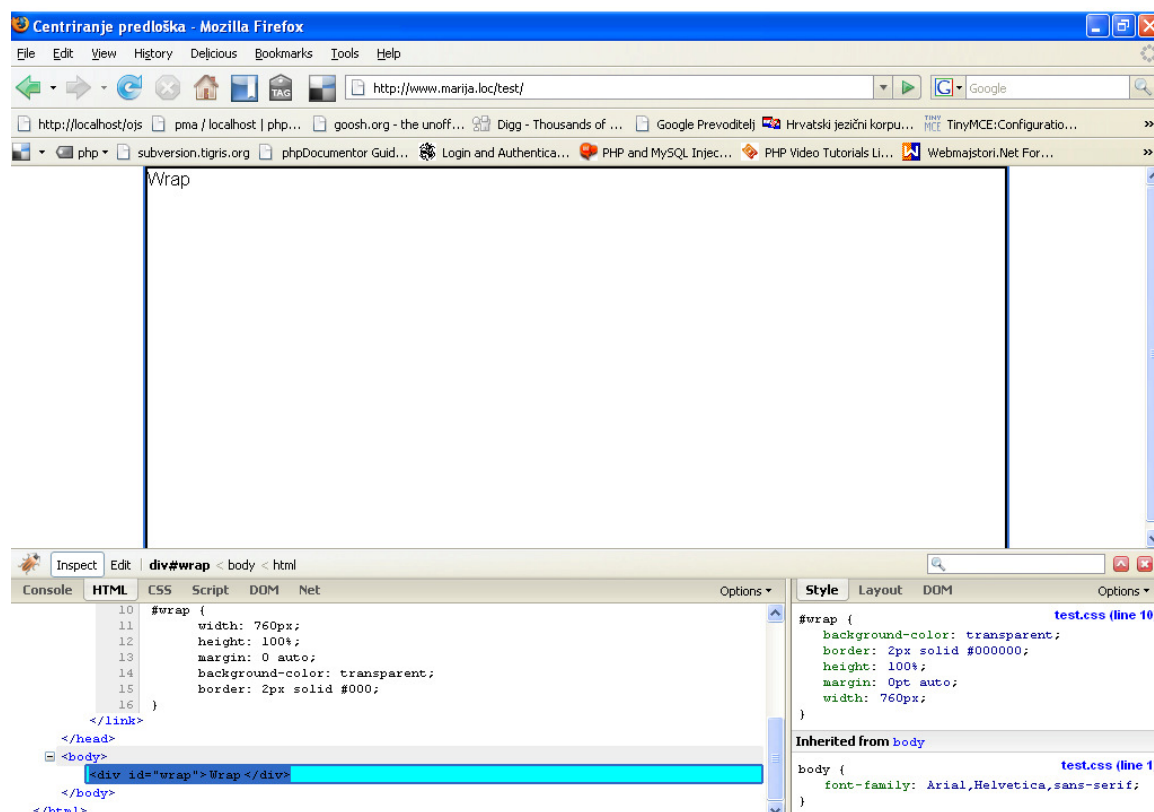 Centriranje predloška - Mozilla Firefox
File Edit View History Delicious Bookmarks Tools Help
TAG http://www.marija.loc/test/ G Google
http://localhost/ojs pma / localhost | php... goosh.org - the unoff... Digg - Thousands of ... Google Prevoditelj Hrvatski jezični korpu... TINY MCE TinyMCE:Configuratio... »
php subversion.tigris.org phpDocumentor Guid... Login and Authentica... PHP and MySQL Injec... PHP Video Tutorials Li... Webmajstori.Net For... »
Wrap
Inspect Edit div#wrap < body < html
Console HTML CSS Script DOM Net Options
10 #wrap {
11 width: 760px;
12 height: 100%;
13 margin: 0 auto;
14 background-color: transparent;
15 border: 2px solid #000;
16 }
</link>
</head>
<body>
<div id="wrap">Wrap</div>
</body>
</html>
Style Layout DOM Options
#wrap { test.css (line 10
background-color: transparent;
border: 2px solid #000000;
height: 100%;
margin: 0pt auto;
width: 760px;
}
Inherited from body
body { test.css (line 1
font-family: Arial,Helvetica,sans-serif;
}